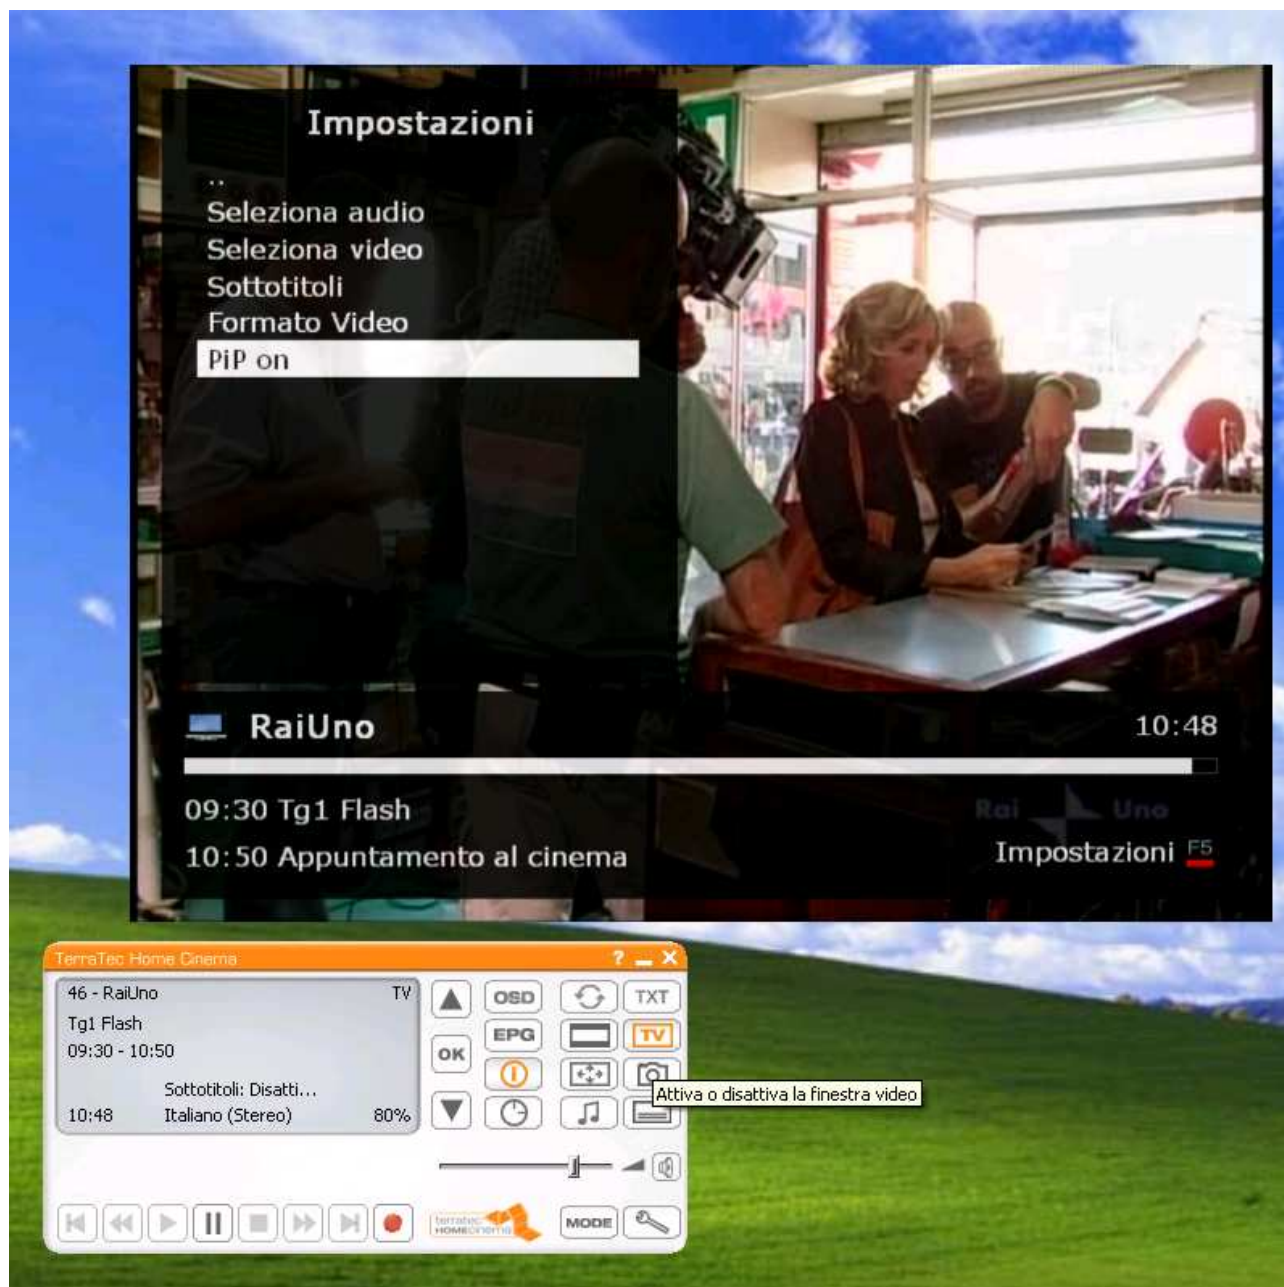 Impostazioni
..
Seleziona audio
Seleziona video
Sottotitoli
Formato Video
PiP on
RaiUno 10:48
09:30 Tg1 Flash
Rai Uno
10:50 Appuntamento al cinema
Impostazioni F5
TerraTec Home Cinema ?
46 - RaiUno TV
Tg1 Flash
09:30 - 10:50
Sottotitoli: Disatti...
10:48 Italiano (Stereo) 80%
OSD TXT
EPG TV
OK
Attiva o disattiva la finestra video
terratec
HOMECINEMA
MODE